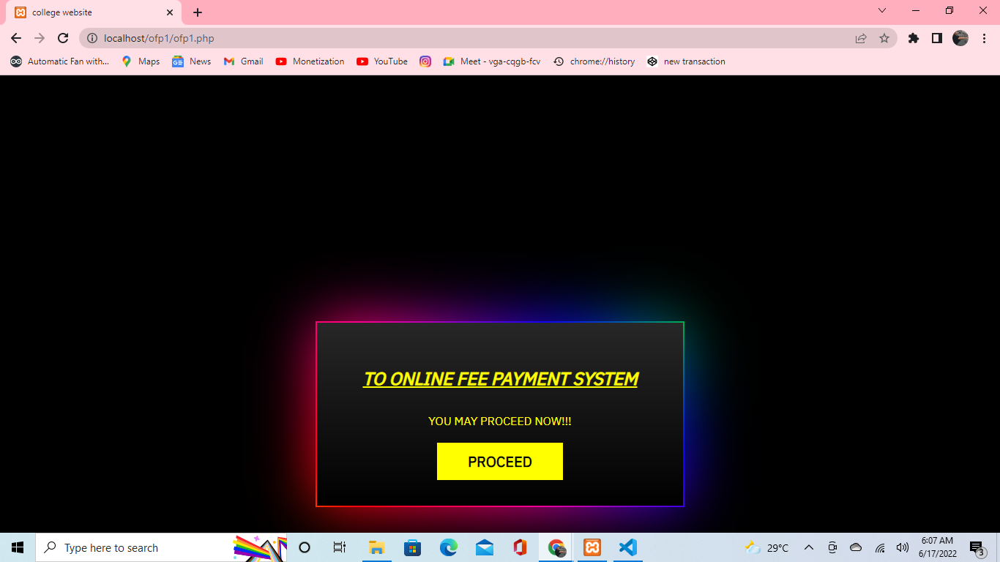 college website
localhost/ofp1/ofp1.php
Automatic Fan with... Maps News Gmail Monetization YouTube Meet - vga-cqgb-fcv chrome://history new transaction
TO ONLINE FEE PAYMENT SYSTEM
YOU MAY PROCEED NOW!!!
PROCEED
Type here to search
29°C
6:07 AM
6/17/2022
3